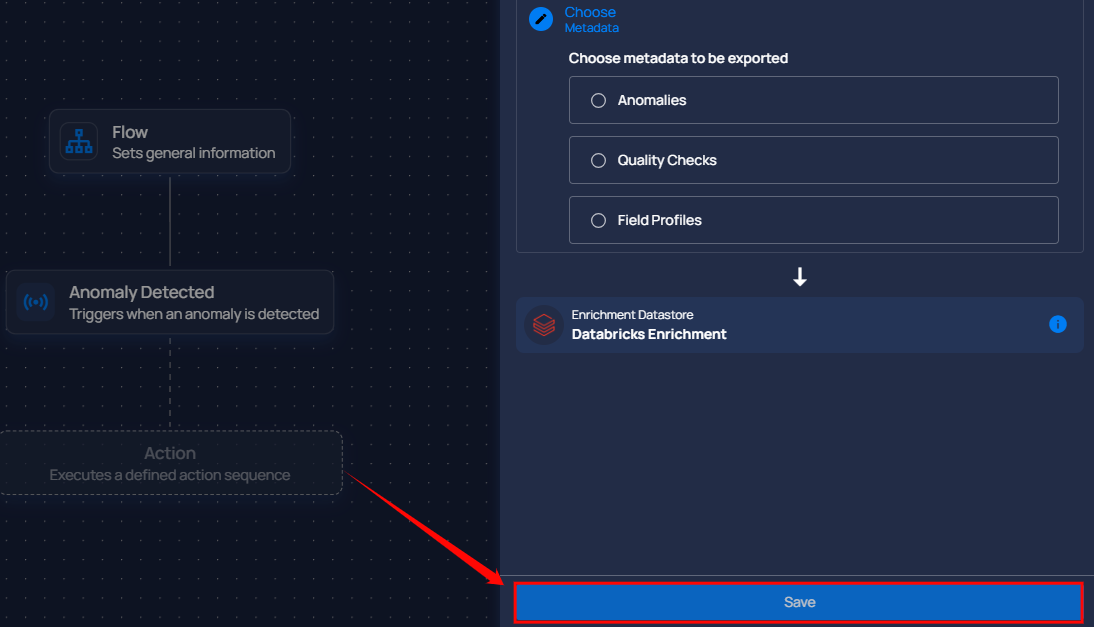 Flow
Sets general information
Anomaly Detected
Triggers when an anomaly is detected
Action
Executes a defined action sequence
Choose
Metadata
Choose metadata to be exported
Anomalies
Quality Checks
Field Profiles
Enrichment Datastore
Databricks Enrichment
Save